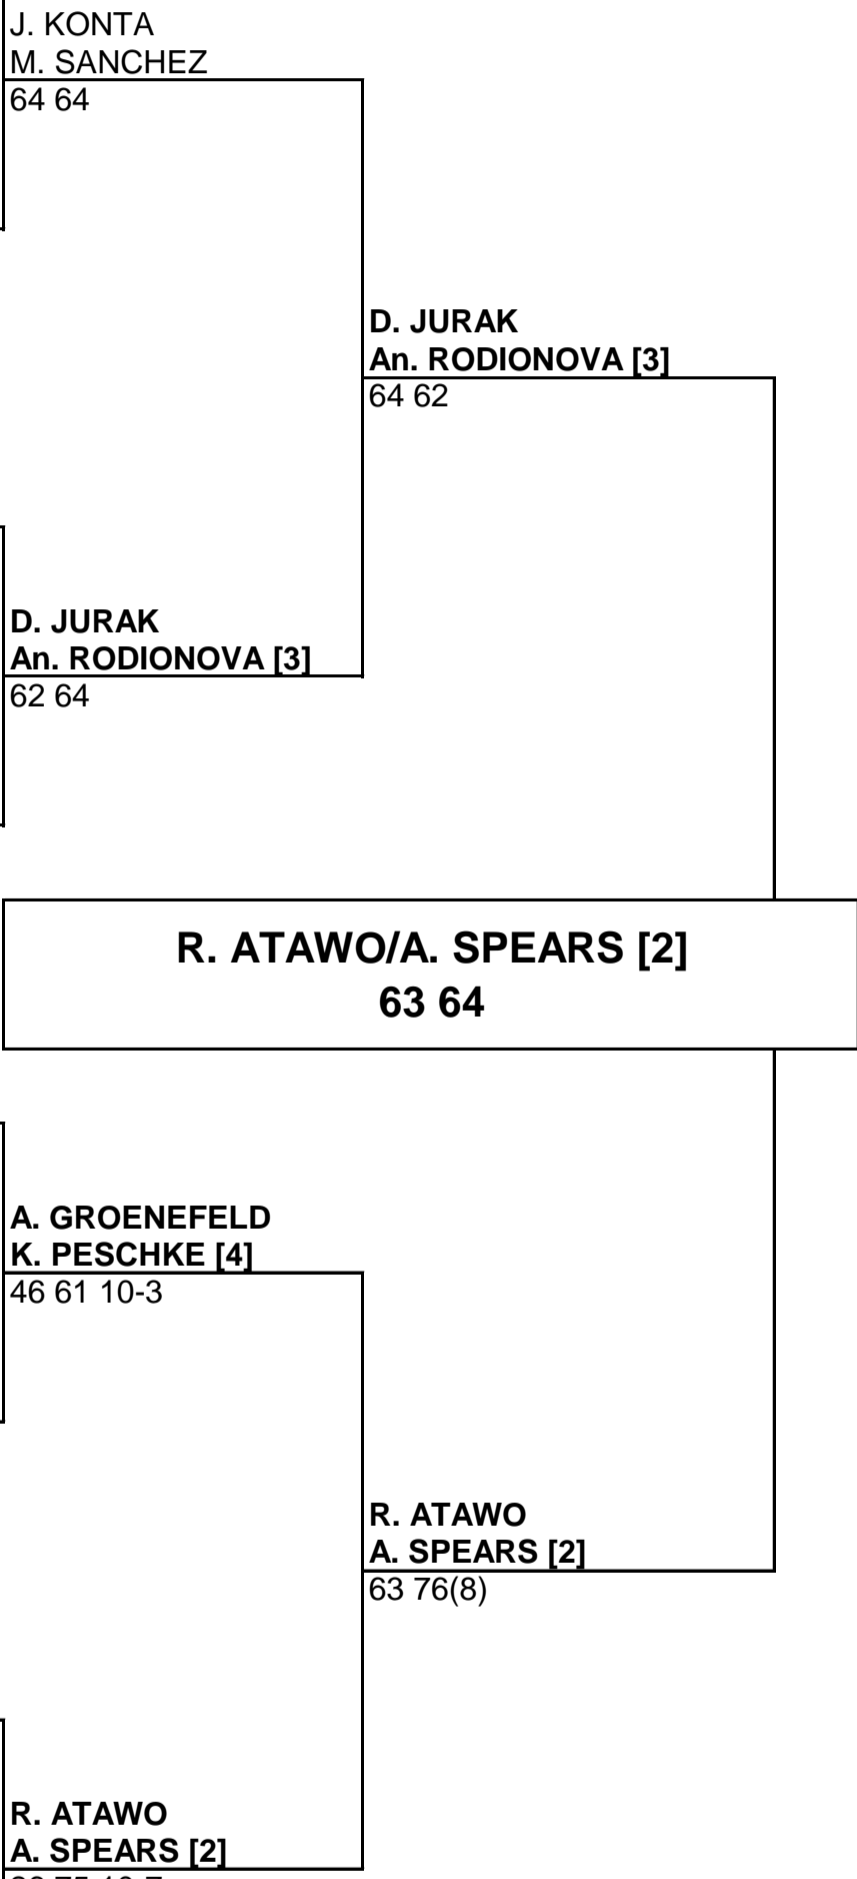 J. KONTA
M. SANCHEZ
64 64
D. JURAK
An. RODIONOVA [3]
64 62
D. JURAK
An. RODIONOVA [3]
62 64
R. ATAWO/A. SPEARS [2]
63 64
A. GROENEFELD
K. PESCHKE [4]
46 61 10-3
R. ATAWO
A. SPEARS [2]
63 76(8)
R. ATAWO
A. SPEARS [2]